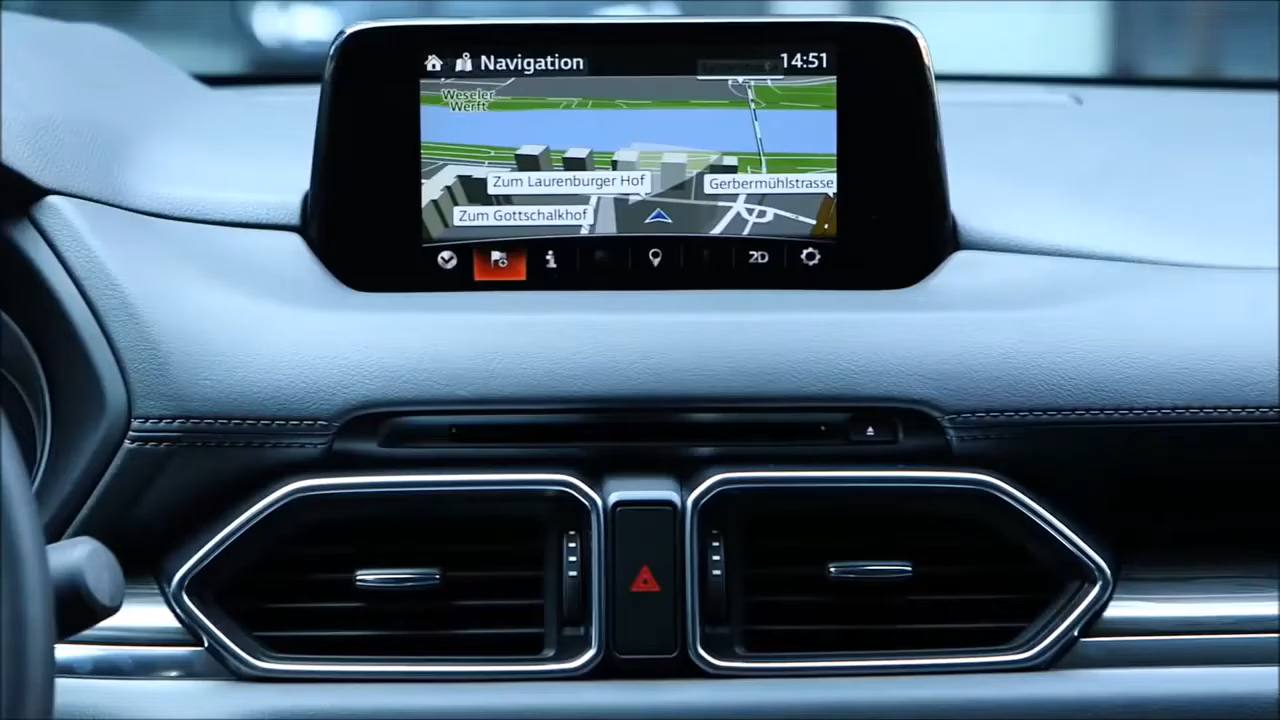 Navigation
14:51
Weseler
Werft
Zum Laurenburger Hof
Gerbermühlstrasse
Zum Gottschalkhof
2D